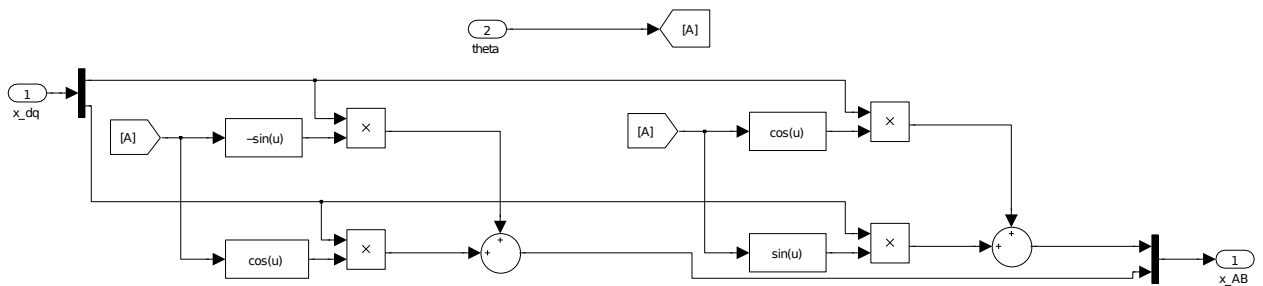 2
theta
[A]
1
x_dq
[A]
–sin(u)
×
[A]
cos(u)
×
+
+
cos(u)
×
+
+
sin(u)
×
1
x_AB